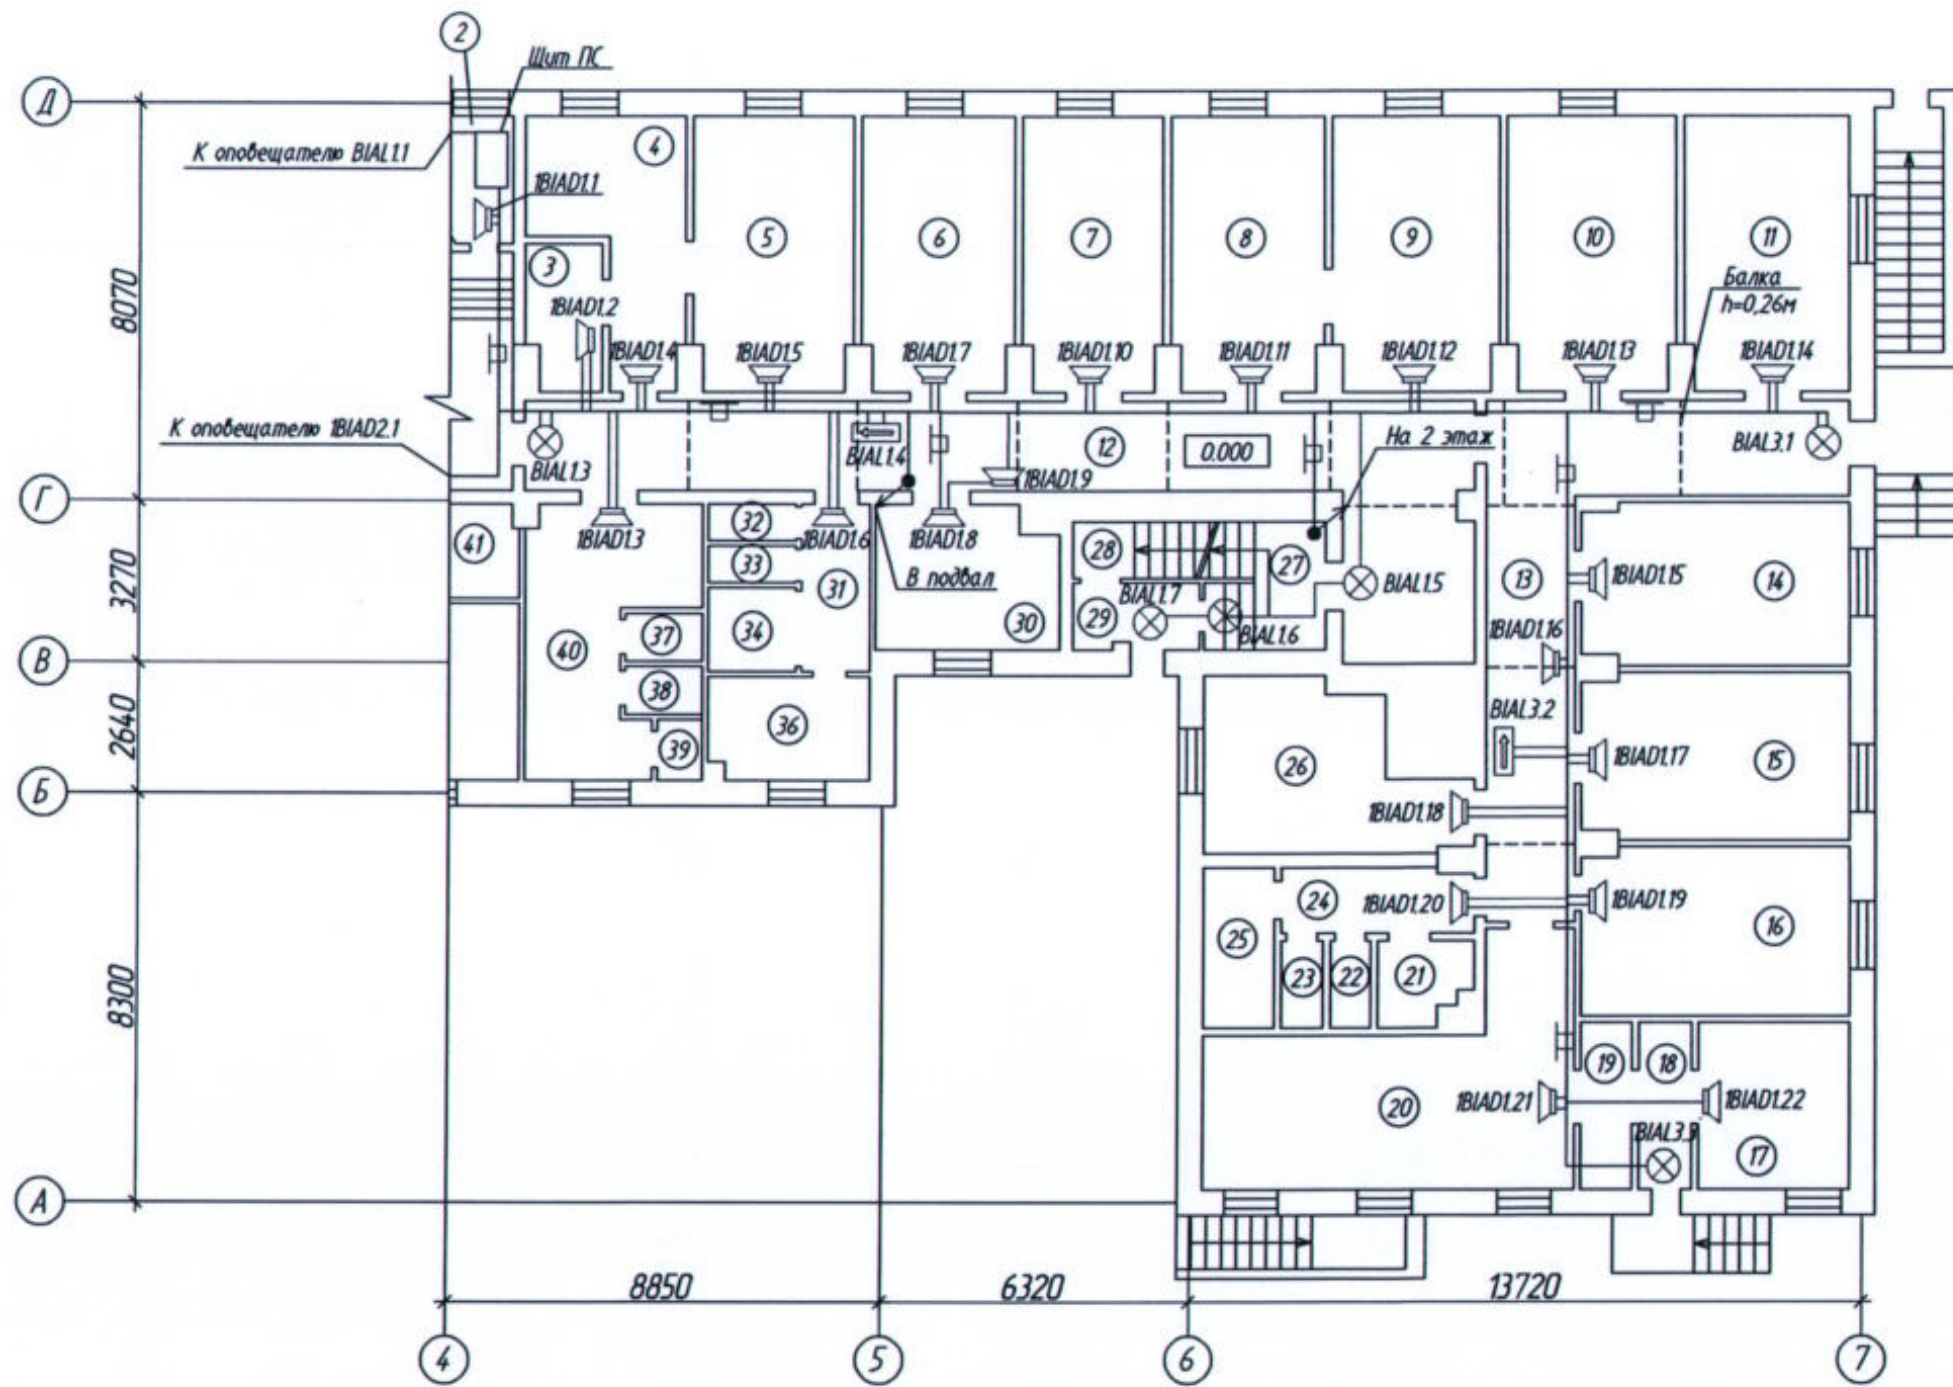 2
Щит ПС
Д
К оповещателю BIAL1.1
4
1BIAD1.1
5
6
7
8
9
10
11
3
Балка
h=0,26м
8070
1BIAD1.2
1BIAD1.4
1BIAD1.5
1BIAD1.7
1BIAD1.10
1BIAD1.11
1BIAD1.12
1BIAD1.13
1BIAD1.14
К оповещателю 1BIAD2.1
BIAL1.3
BIAL1.4
12
0.000
На 2 этаж
BIAL3.1
1BIAD1.9
Г
41
1BIAD1.3
32
1BIAD1.6
1BIAD1.8
28
33
В подвал
27
BIAL1.5
13
1BIAD1.15
14
3270
31
BIAL1.7
29
34
30
BIAL1.6
37
1BIAD1.16
40
В
38
2640
36
39
BIAL3.2
26
1BIAD1.17
15
Б
1BIAD1.18
24
1BIAD1.20
1BIAD1.19
16
25
23
22
21
8300
19
18
20
1BIAD1.21
1BIAD1.22
BIAL3.3
17
А
8850
6320
13720
4
5
6
7